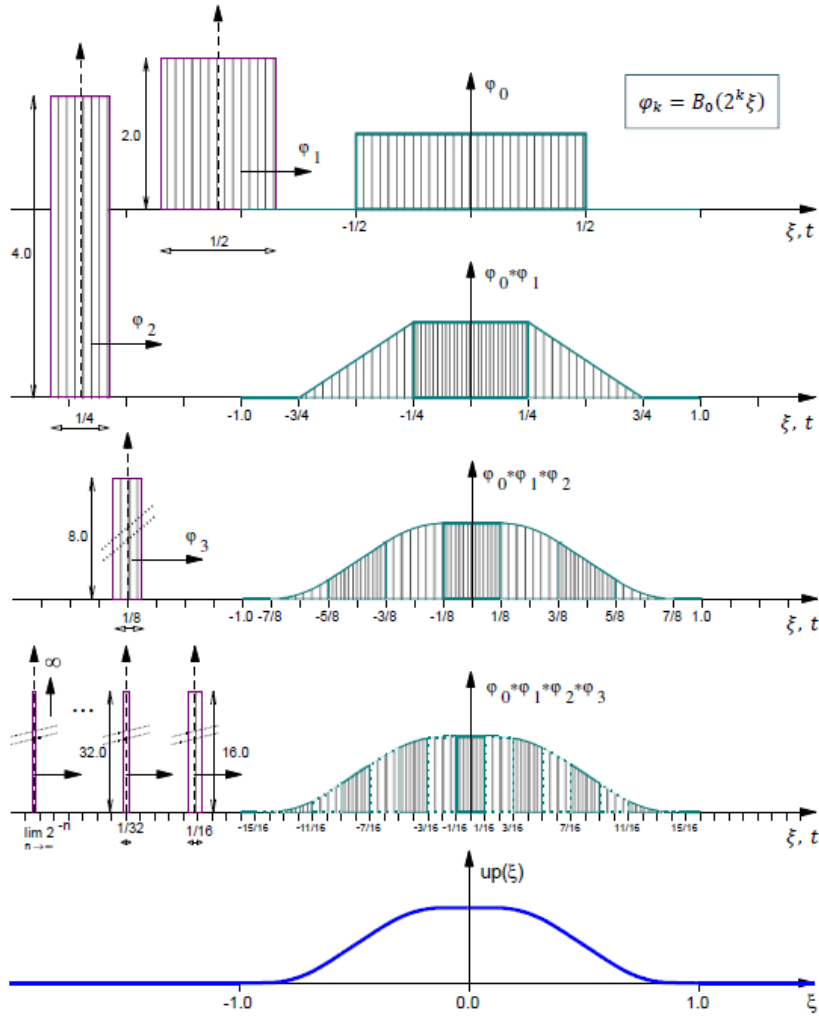 φ₀
φₖ = B₀(2ᵏξ)
2.0
φ₁
1/2
-1/2
1/2
ξ, t
4.0
φ₂
1/4
φ₀*φ₁
-1.0 -3/4 -1/4 1/4 3/4 1.0
ξ, t
8.0
φ₃
1/8
φ₀*φ₁*φ₂
-1.0 -7/8 -5/8 -3/8 -1/8 1/8 3/8 5/8 7/8 1.0
ξ, t
∞
...
32.0
16.0
φ₀*φ₁*φ₂*φ₃
lim 2⁻ⁿ
n→∞
1/32
1/16
-15/16 -11/16 -7/16 -3/16 -1/16 1/16 3/16 7/16 11/16 15/16
ξ, t
up(ξ)
-1.0 0.0 1.0
ξ